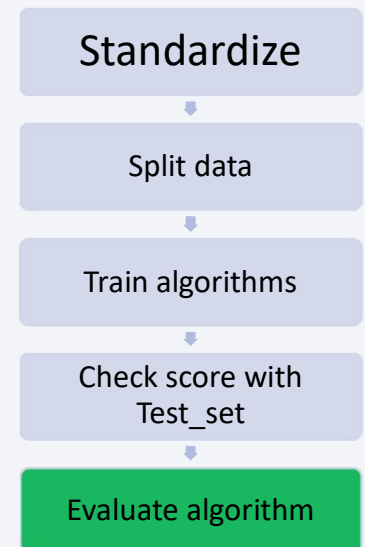 Standardize
Split data
Train algorithms
Check score with
Test_set
Evaluate algorithm